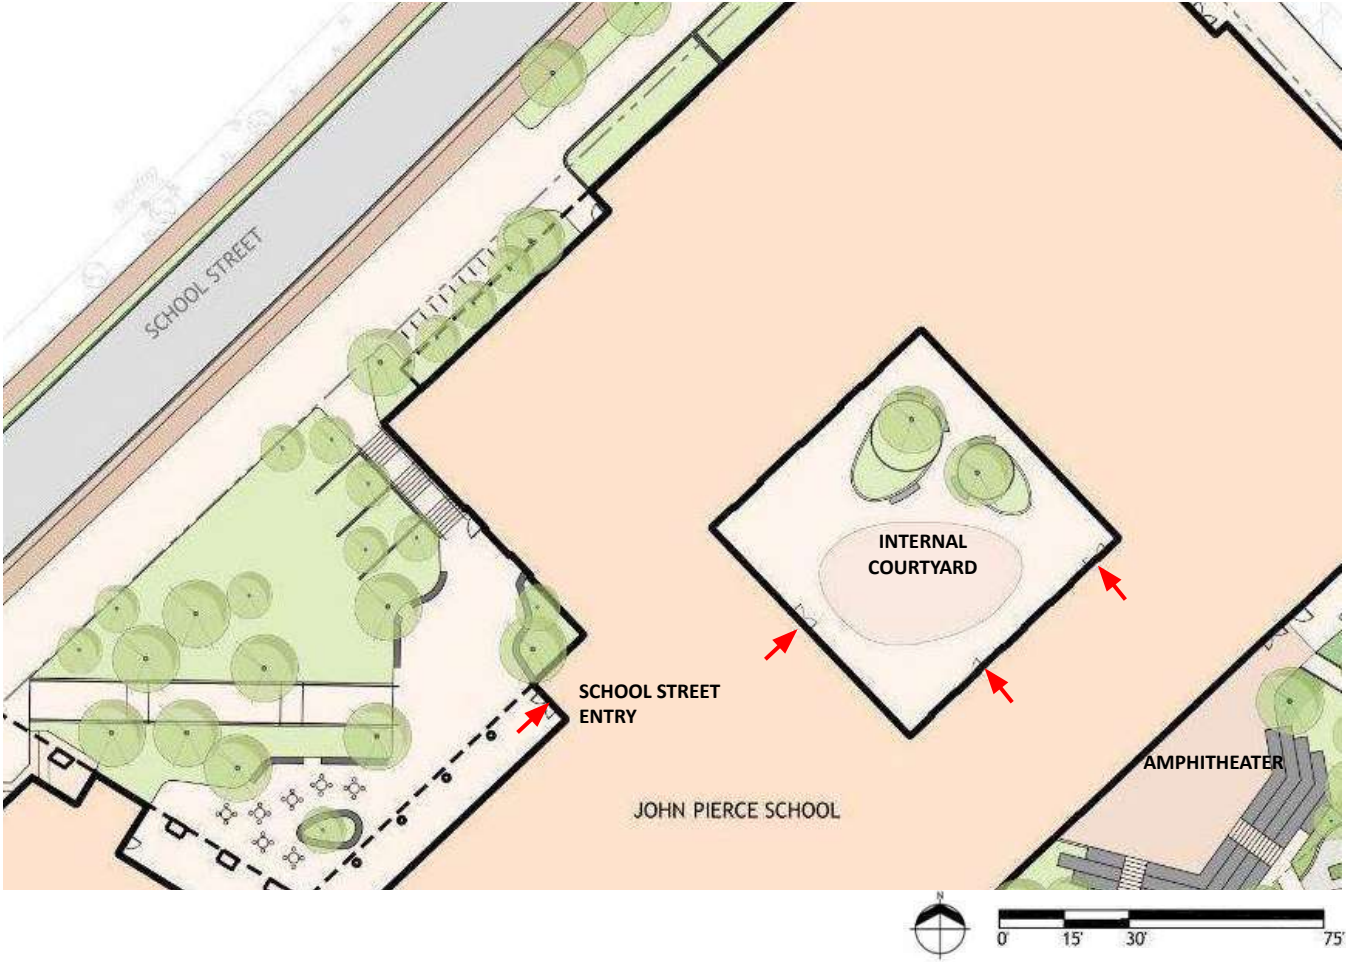 SCHOOL STREET
INTERNAL
COURTYARD
SCHOOL STREET
ENTRY
AMPHITHEATER
JOHN PIERCE SCHOOL
N
0' 15' 30' 75'